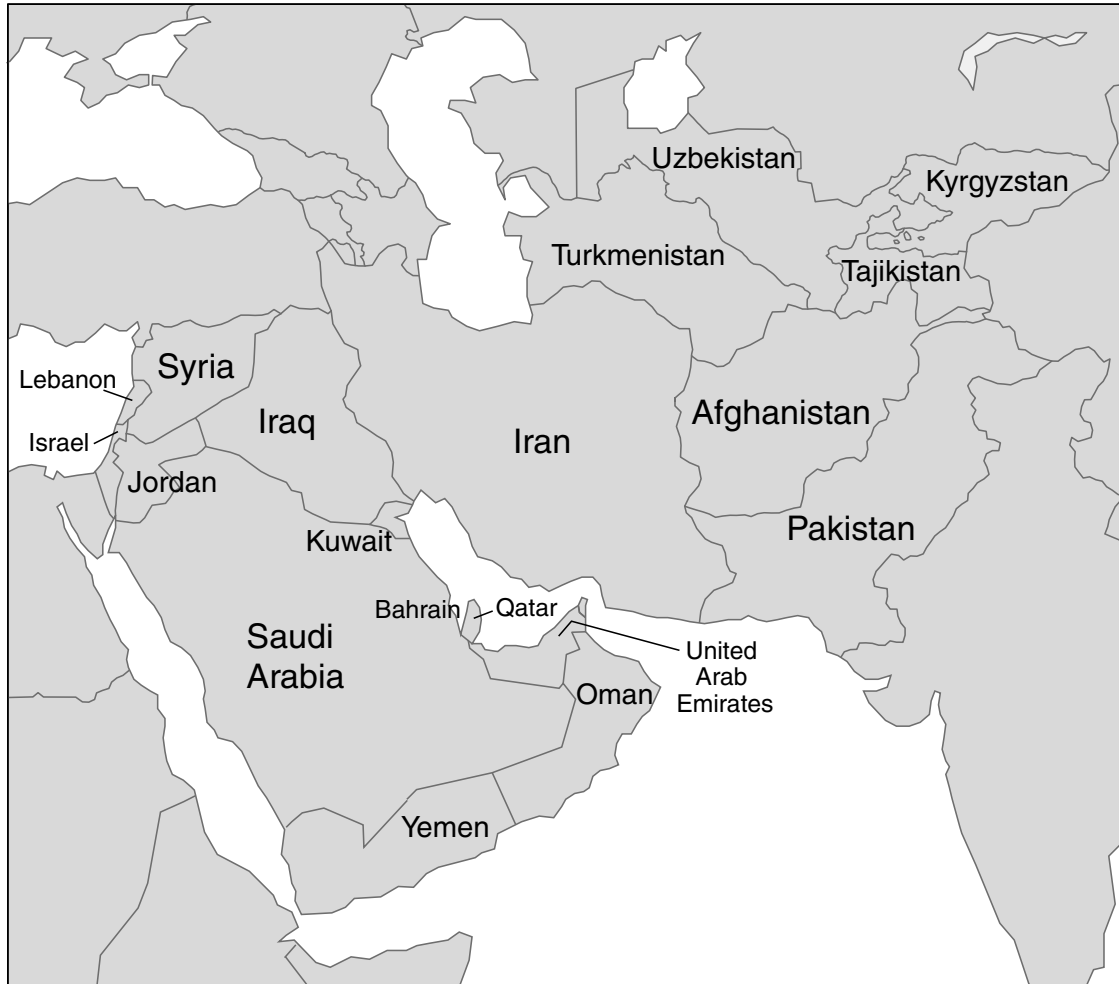 Uzbekistan
Kyrgyzstan
Turkmenistan
Tajikistan
Syria
Lebanon
Afghanistan
Iraq
Iran
Israel
Jordan
Pakistan
Kuwait
Bahrain
Qatar
Saudi
Arabia
United
Arab
Emirates
Oman
Yemen